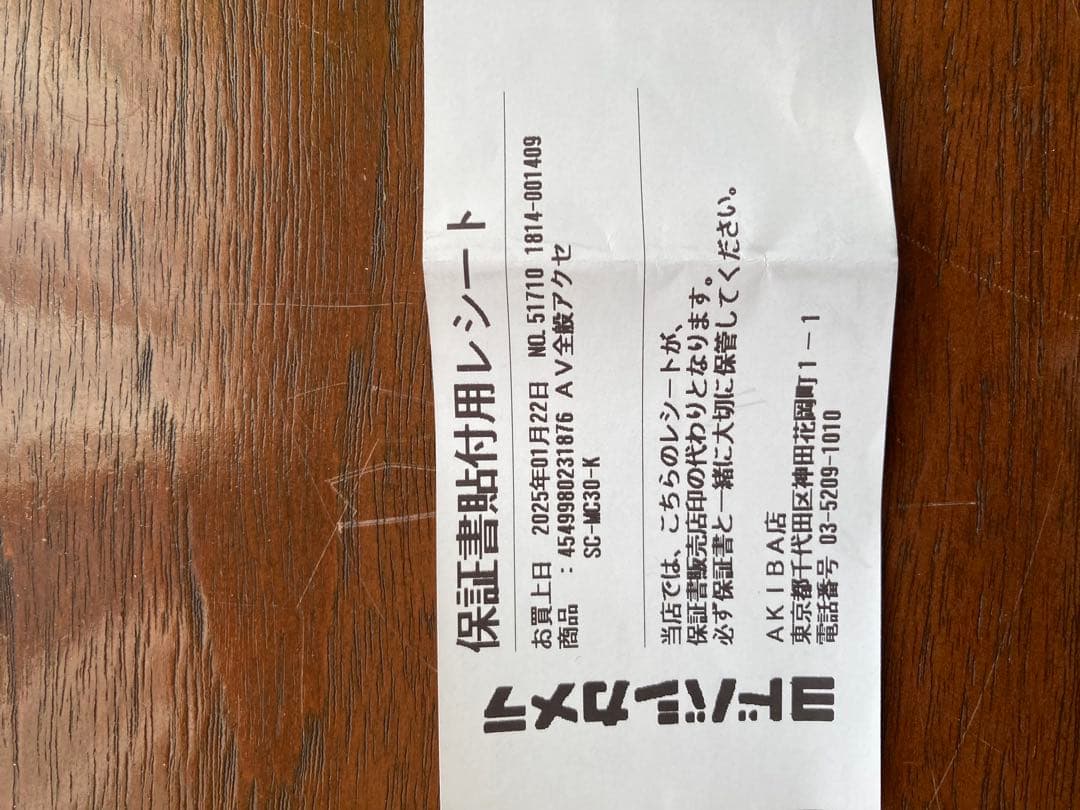 ヨドバシカメラ
保証書貼付用レシート
お買上日 2025年01月22日 NO. 51710 1814-001409
商品 : 4549980231876 AV全般アクセ
SC-MC30-K
当店では、こちらのレシートが、
保証書販売店印の代わりとなります。
必ず保証書と一緒に大切に保管してください。
AKIBA店
東京都千代田区神田花岡町1-1
電話番号 03-5209-1010